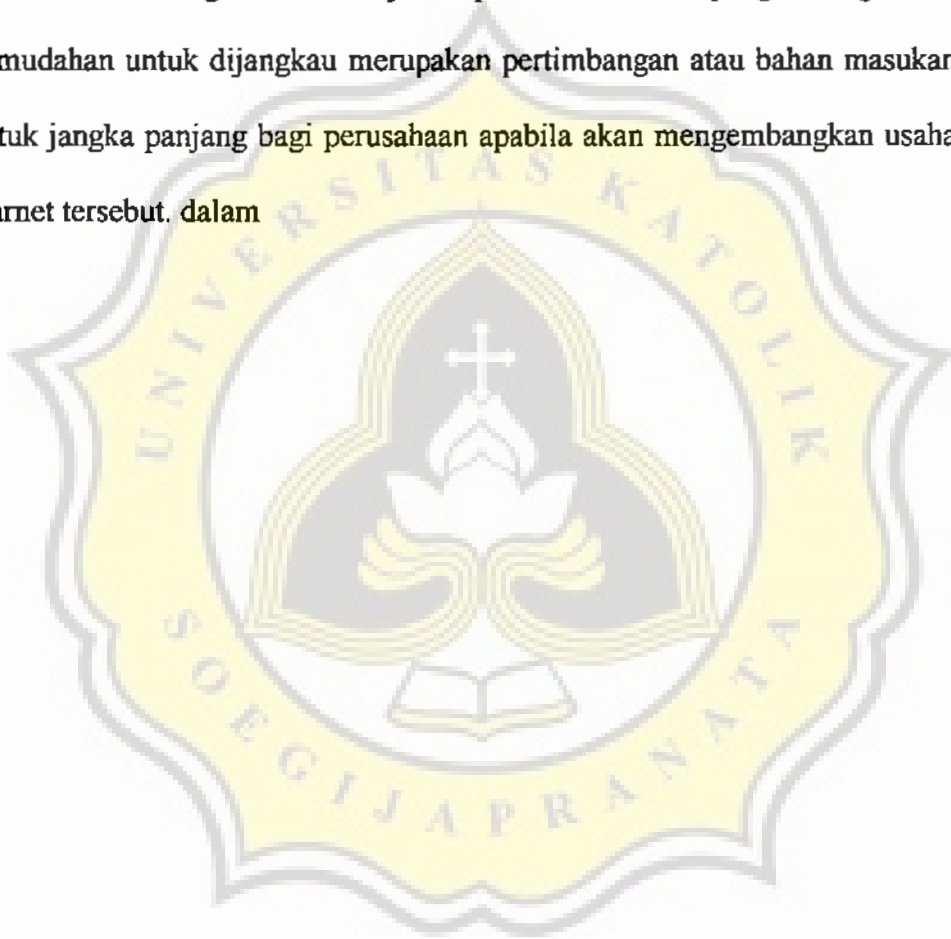 mudahan untuk dijangkau merupakan pertimbangan atau bahan masukan
tuk jangka panjang bagi perusahaan apabila akan mengembangkan usaha
rnet tersebut. dalam
UNIVERSITAS KATOLIK
SOEGIJAPRANATA